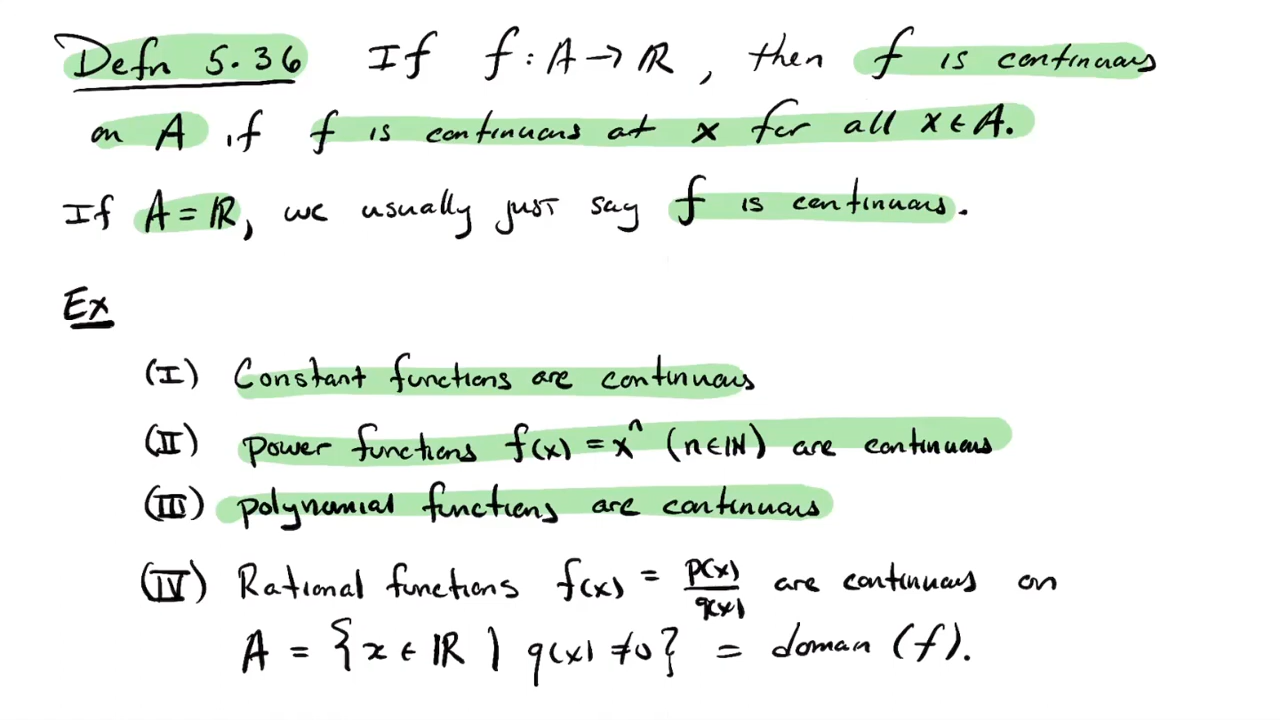 Defn 5.36 If f : A → ℝ, then f is continuous
on A if f is continuous at x for all x ∈ A.
If A = ℝ, we usually just say f is continuous.
Ex
(I) Constant functions are continuous
(II) power functions f(x) = xⁿ (n ∈ ℕ) are continuous
(III) polynomial functions are continuous
(IV) Rational functions f(x) = p(x)/q(x) are continuous on
A = {x ∈ ℝ | q(x) ≠ 0} = doman (f).